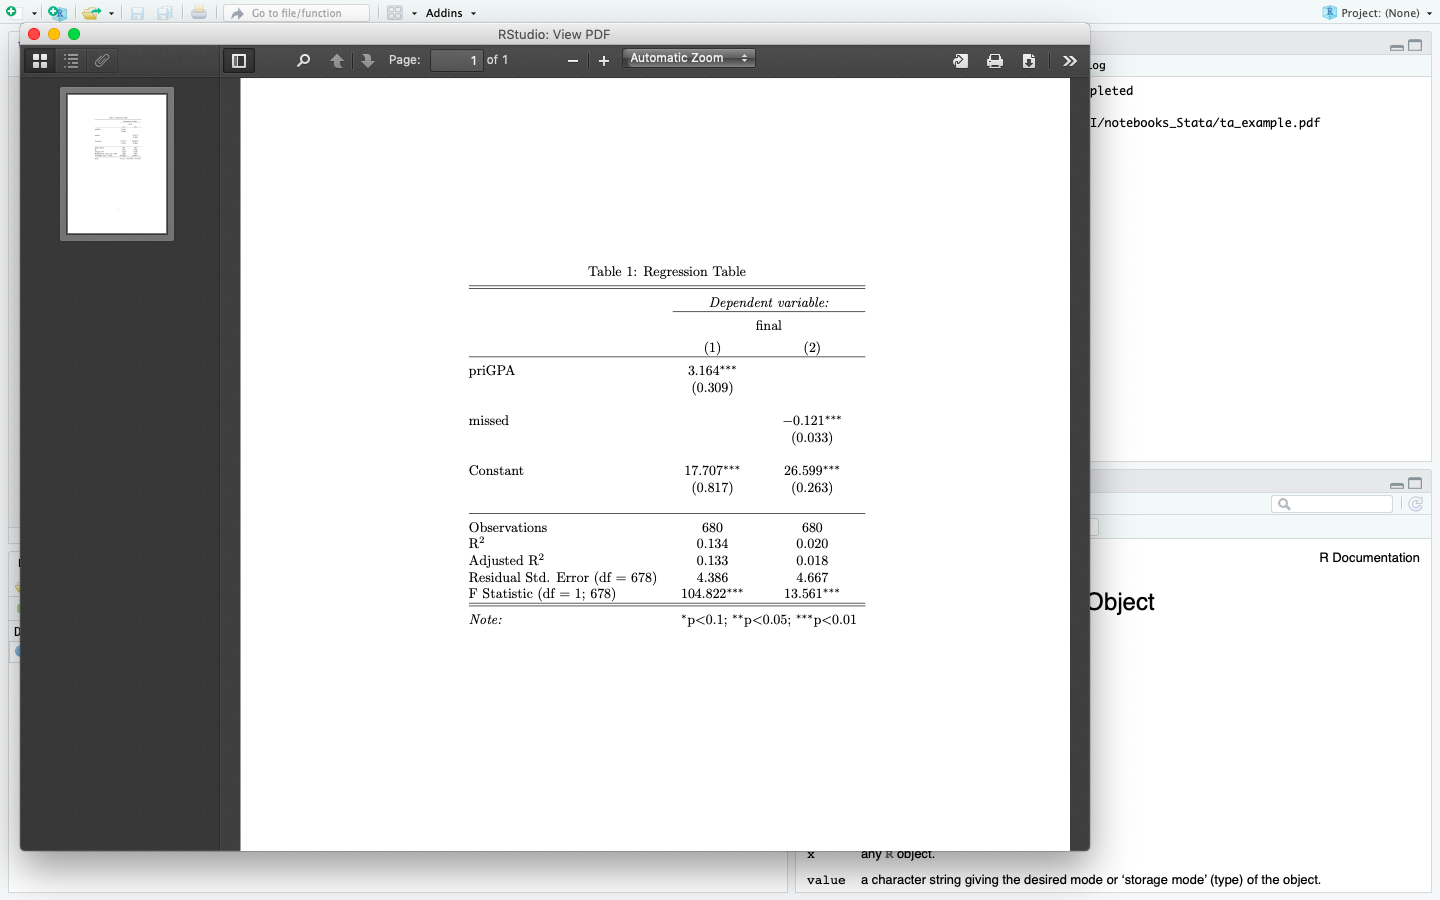 Go to file/function
Addins
Project: (None)
RStudio: View PDF
Page: 1 of 1
Automatic Zoom
og
pleted
I/notebooks_Stata/ta_example.pdf
Table 1: Regression Table
Dependent variable:
final
(1) (2)
priGPA 3.164***
(0.309)
missed −0.121***
(0.033)
Constant 17.707*** 26.599***
(0.817) (0.263)
Observations 680 680
R² 0.134 0.020
Adjusted R² 0.133 0.018
Residual Std. Error (df = 678) 4.386 4.667
F Statistic (df = 1; 678) 104.822*** 13.561***
Note: *p<0.1; **p<0.05; ***p<0.01
R Documentation
Object
x any R object.
value a character string giving the desired mode or ‘storage mode’ (type) of the object.